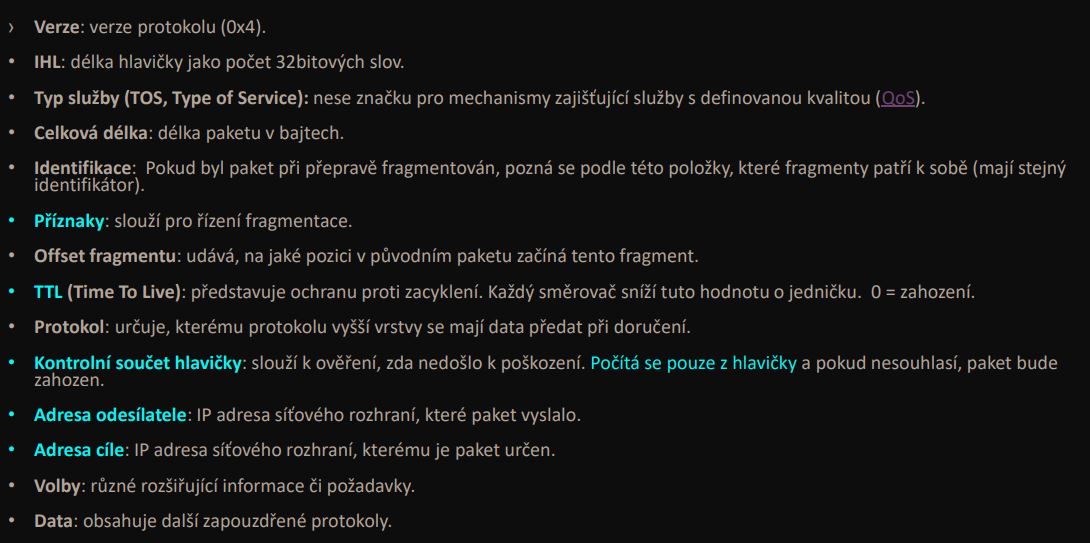 › Verze: verze protokolu (0x4).
• IHL: délka hlavičky jako počet 32bitových slov.
• Typ služby (TOS, Type of Service): nese značku pro mechanismy zajišťující služby s definovanou kvalitou (QoS).
• Celková délka: délka paketu v bajtech.
• Identifikace: Pokud byl paket při přepravě fragmentován, pozná se podle této položky, které fragmenty patří k sobě (mají stejný
identifikátor).
• Příznaky: slouží pro řízení fragmentace.
• Offset fragmentu: udává, na jaké pozici v původním paketu začíná tento fragment.
• TTL (Time To Live): představuje ochranu proti zacyklení. Každý směrovač sníží tuto hodnotu o jedničku. 0 = zahození.
• Protokol: určuje, kterému protokolu vyšší vrstvy se mají data předat při doručení.
• Kontrolní součet hlavičky: slouží k ověření, zda nedošlo k poškození. Počítá se pouze z hlavičky a pokud nesouhlasí, paket bude
zahozen.
• Adresa odesílatele: IP adresa síťového rozhraní, které paket vyslalo.
• Adresa cíle: IP adresa síťového rozhraní, kterému je paket určen.
• Volby: různé rozšiřující informace či požadavky.
• Data: obsahuje další zapouzdřené protokoly.